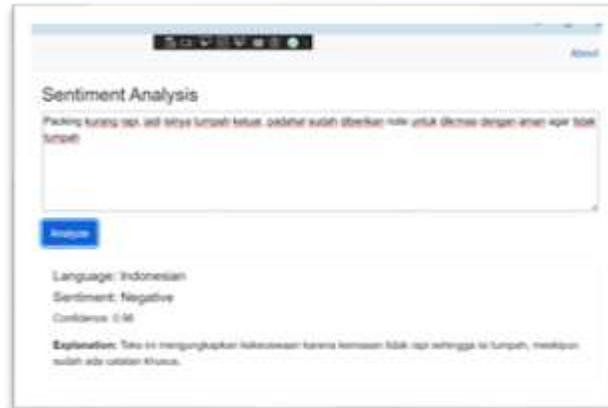 About
Sentiment Analysis
Packing kurang rapi, jadi isinya tumpah keluar, padahal sudah diberikan note untuk dikemas dengan aman agar tidak
tumpah
Analyze
Language: Indonesian
Sentiment: Negative
Confidence: 0.98
Explanation: Teks ini mengungkapkan kekecewaan karena kemasan tidak rapi sehingga isi tumpah, meskipun
sudah ada catatan khusus.